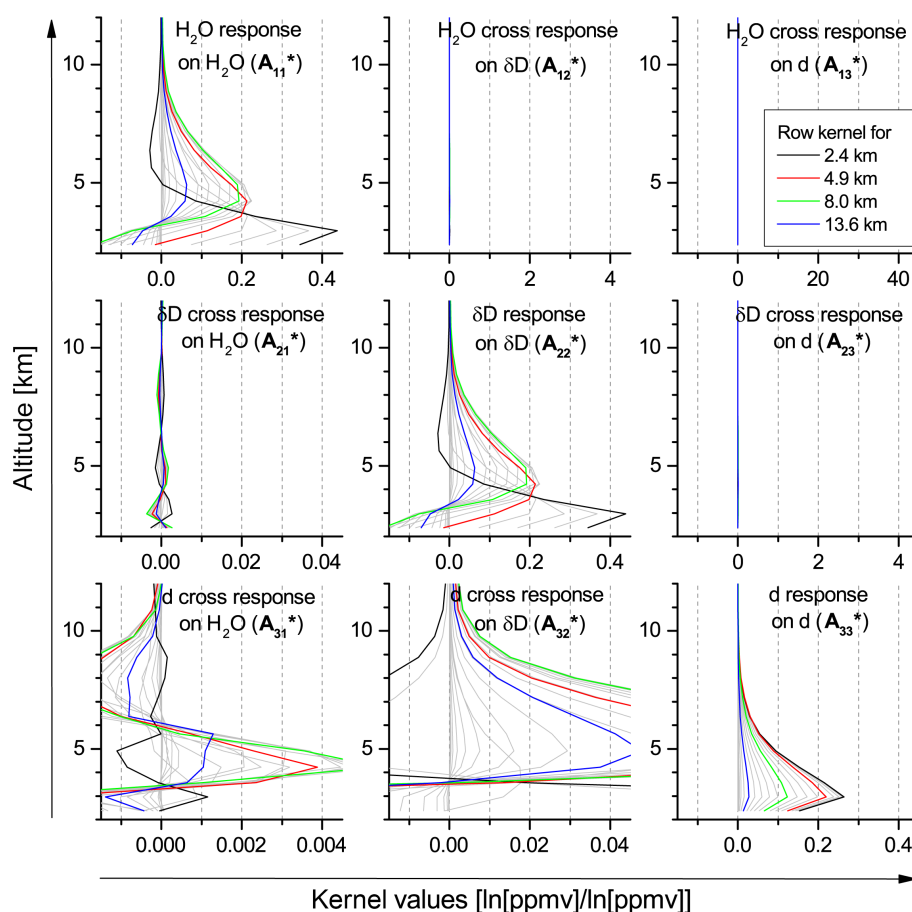 H₂O response
on H₂O (A₁₁*)
H₂O cross response
on δD (A₁₂*)
H₂O cross response
on d (A₁₃*)
Row kernel for
2.4 km
4.9 km
8.0 km
13.6 km
10
5
0.0 0.2 0.4
0 2 4
0 20 40
δD cross response
on H₂O (A₂₁*)
δD response
on δD (A₂₂*)
δD cross response
on d (A₂₃*)
10
5
0.00 0.02 0.04
0.0 0.2 0.4
0 2 4
d cross response
on H₂O (A₃₁*)
d cross response
on δD (A₃₂*)
d response
on d (A₃₃*)
10
5
0.000 0.002 0.004
0.00 0.02 0.04
0.0 0.2 0.4
Altitude [km]
Kernel values [ln[ppmv]/ln[ppmv]]